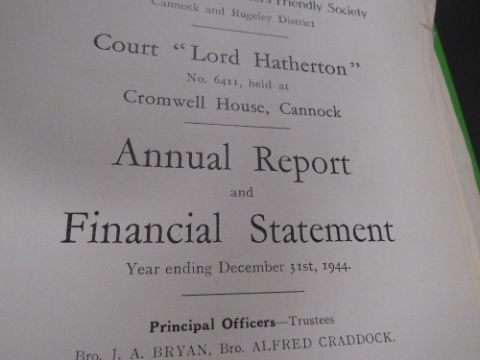 Friendly Society
Cannock and Rugeley District
Court "Lord Hatherton"
No. 6411, held at
Cromwell House, Cannock
Annual Report
and
Financial Statement
Year ending December 31st, 1944.
Principal Officers—Trustees
Bro. J. A. BRYAN, Bro. ALFRED CRADDOCK.